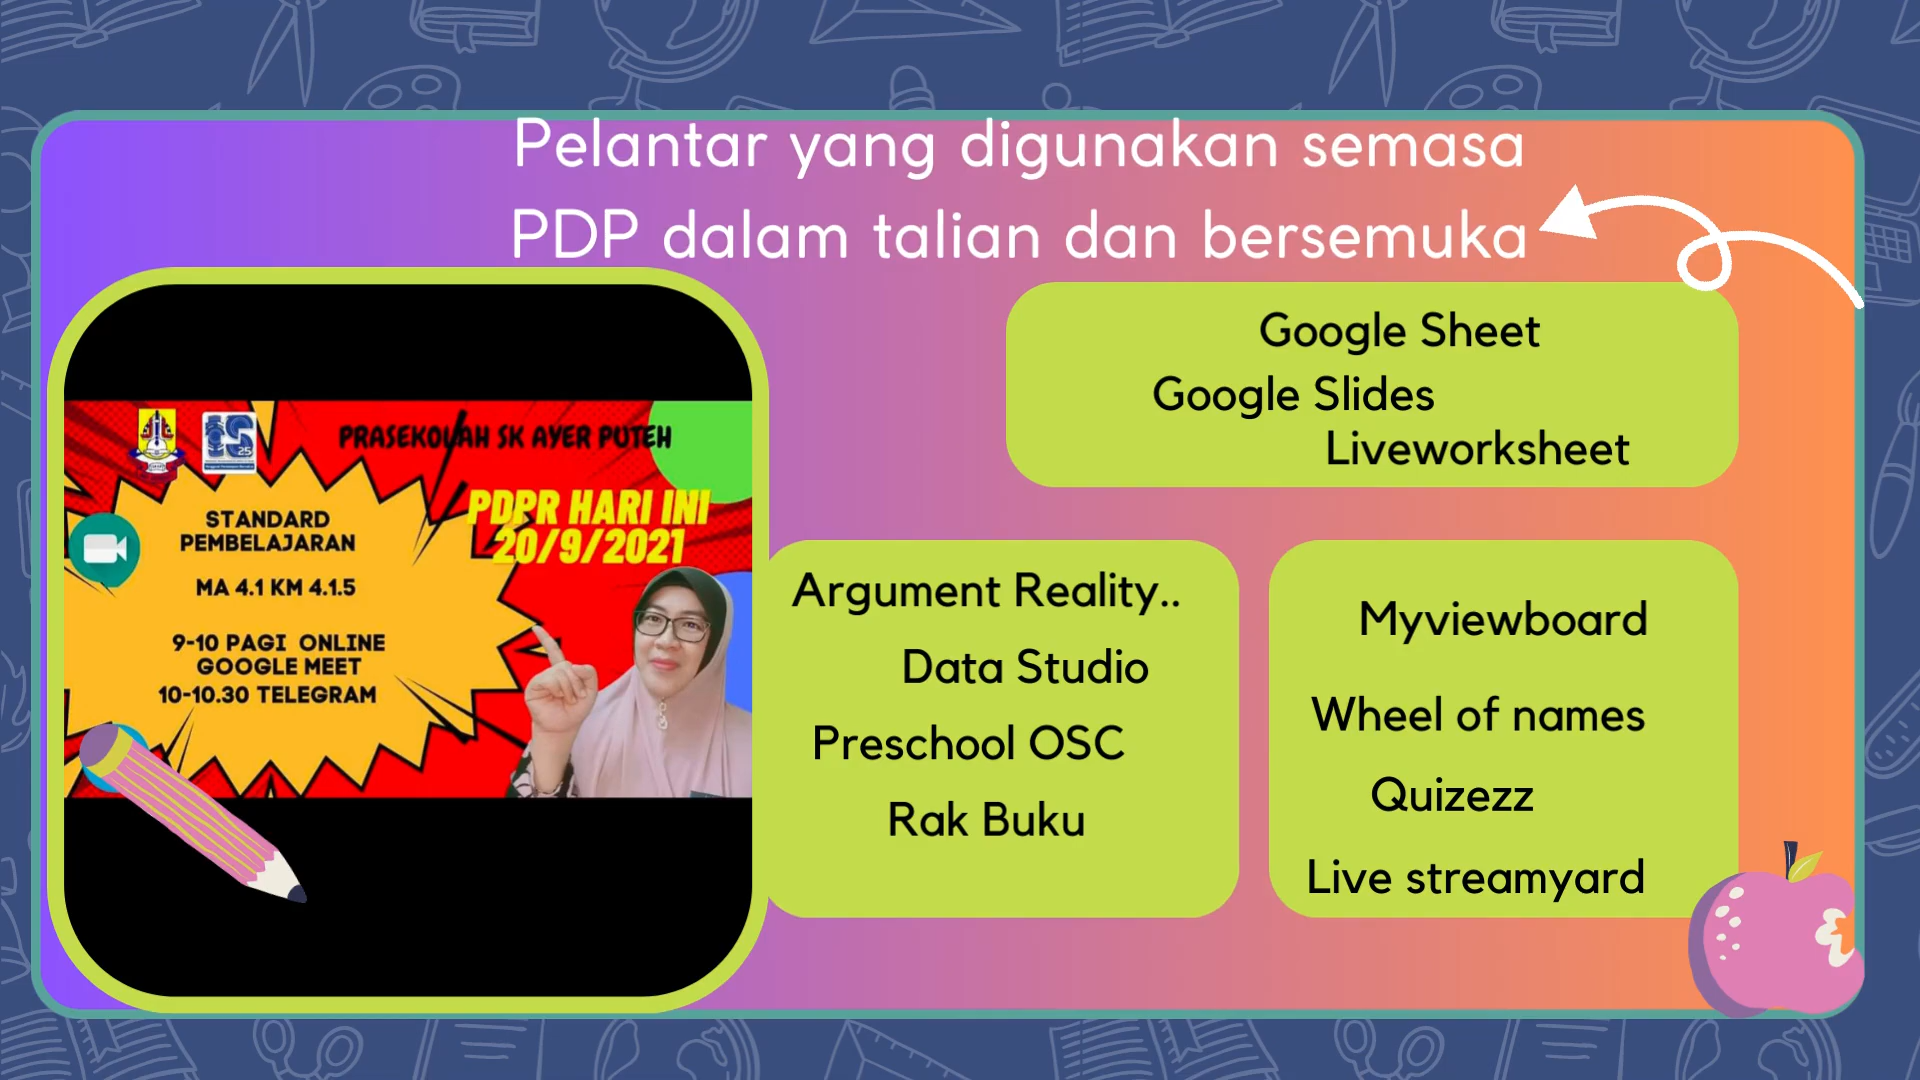 Pelantar yang digunakan semasa
PDP dalam talian dan bersemuka
PRASEKOLAH SK AYER PUTEH
25
PDPR HARI INI
20/9/2021
STANDARD
PEMBELAJARAN
MA 4.1 KM 4.1.5
9-10 PAGI ONLINE
GOOGLE MEET
10-10.30 TELEGRAM
Google Sheet
Google Slides
Liveworksheet
Argument Reality..
Data Studio
Preschool OSC
Rak Buku
Myviewboard
Wheel of names
Quizezz
Live streamyard